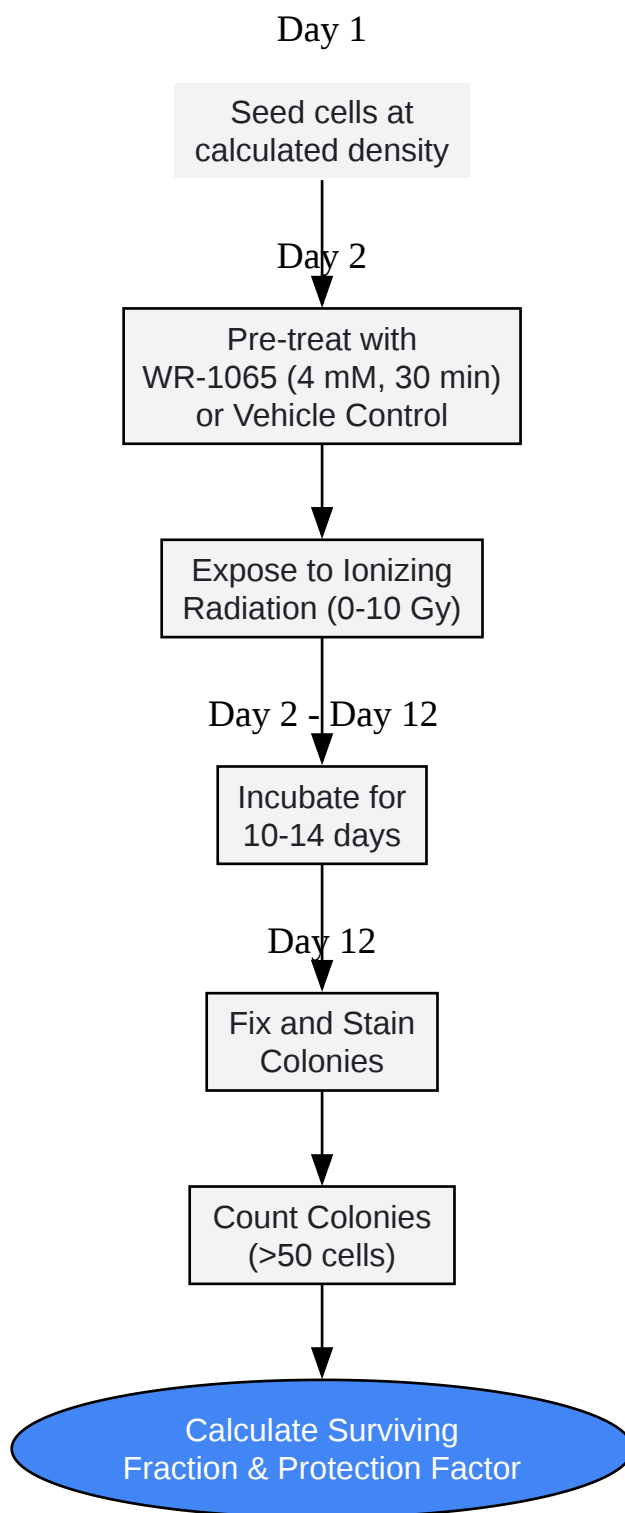 Day 1
Seed cells at
calculated density
Day 2
Pre-treat with
WR-1065 (4 mM, 30 min)
or Vehicle Control
Expose to Ionizing
Radiation (0-10 Gy)
Day 2 - Day 12
Incubate for
10-14 days
Day 12
Fix and Stain
Colonies
Count Colonies
(>50 cells)
Calculate Surviving
Fraction & Protection Factor